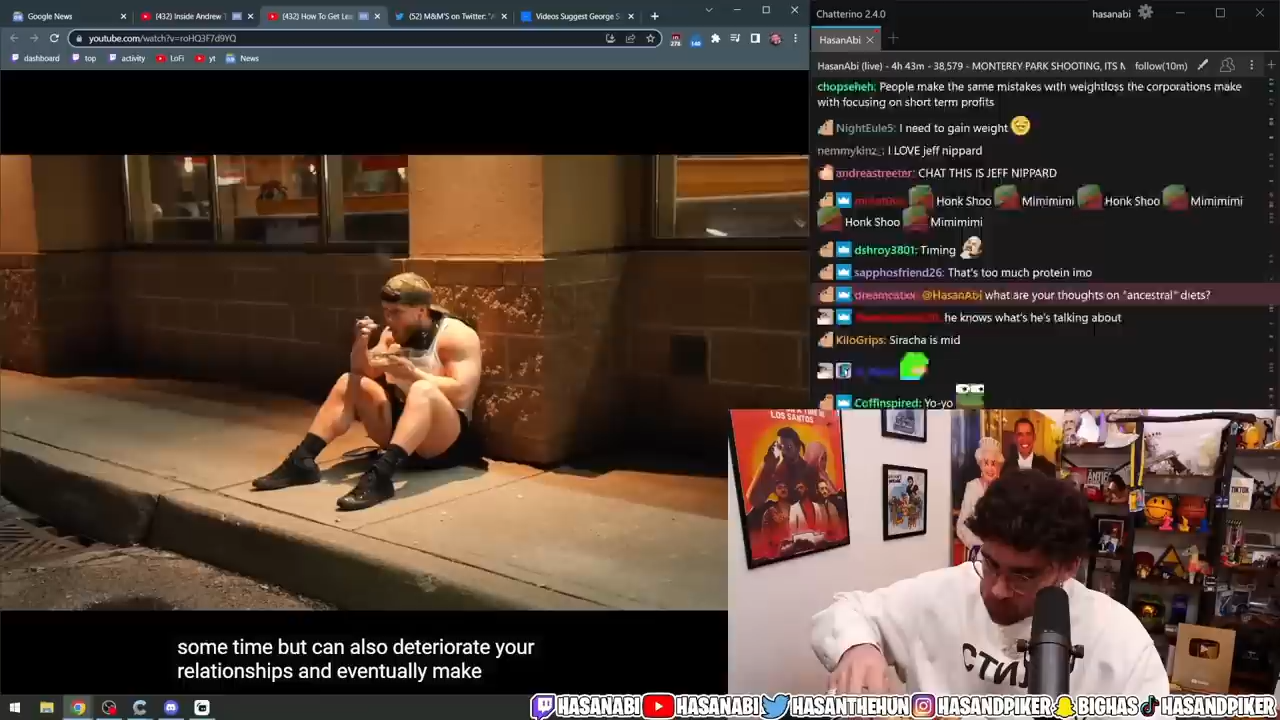 Google News
(432) Inside Andrew T
(432) How To Get Lea
(52) M&M'S on Twitter: "A
Videos Suggest George S
youtube.com/watch?v=roHQ3F7d9YQ
dashboard
top
activity
LoFi
yt
News
some time but can also deteriorate your
relationships and eventually make
Chatterino 2.4.0
hasanabi
HasanAbi
HasanAbi (live) - 4h 43m - 38,579 - MONTEREY PARK SHOOTING, ITS
follow(10m)
chopseheh: People make the same mistakes with weightloss the corporations make
with focusing on short term profits
NightEule5: I need to gain weight
nemmykinz_: I LOVE jeff nippard
andreastreeter: CHAT THIS IS JEFF NIPPARD
Honk Shoo Mimimimi Honk Shoo Mimimimi
Honk Shoo Mimimimi
dshroy3801: Timing
sapphosfriend26: That's too much protein imo
dreamcatxx: @HasanAbi what are your thoughts on "ancestral" diets?
he knows what's he's talking about
KiloGrips: Siracha is mid
Coffinspired: Yo-yo
LOS SANTOS
TIKTOK
HASANABI HASANABI HASANTHEHUN HASANDPIKER BIGHAS HASANDPIKER